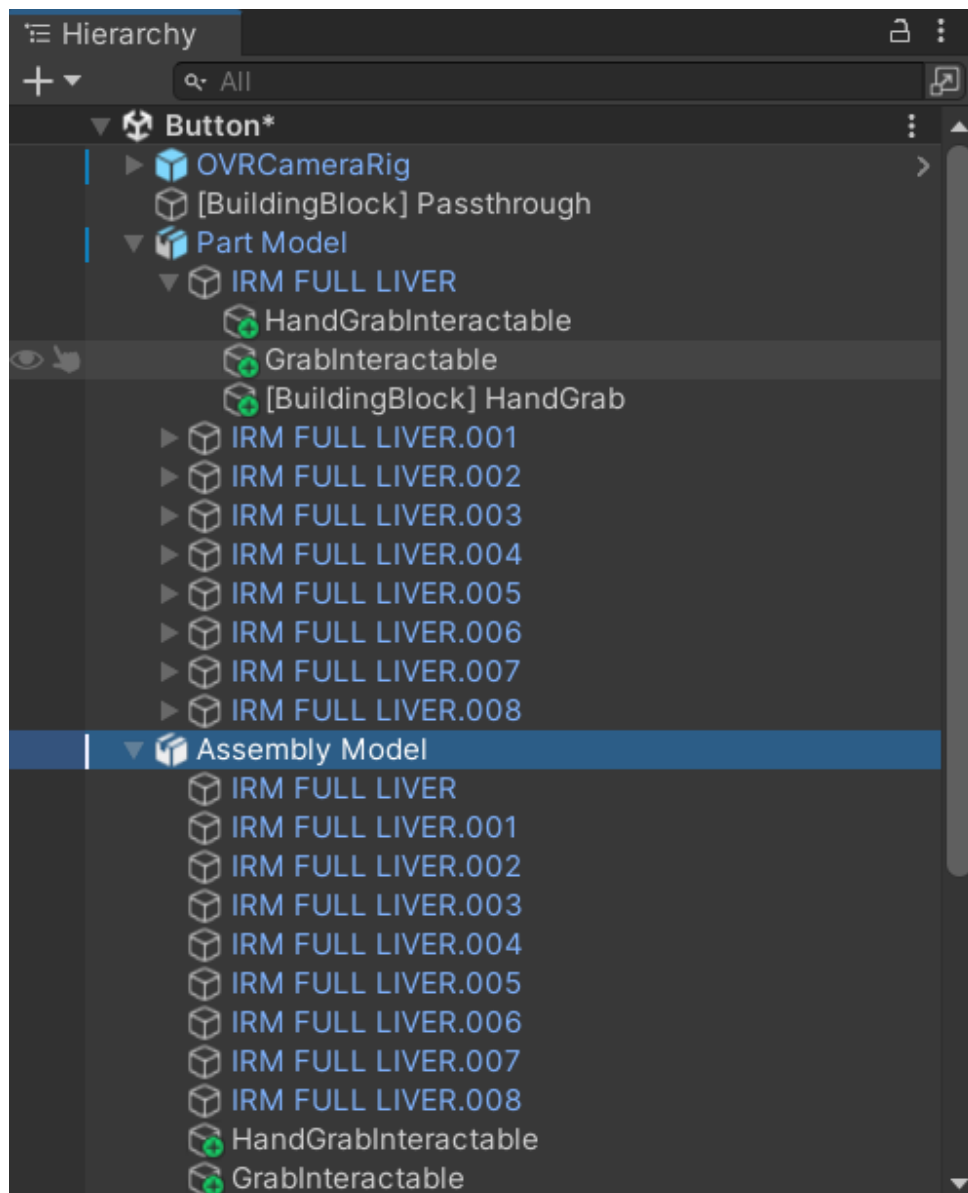 Hierarchy
All
Button*
OVRCameraRig
[BuildingBlock] Passthrough
Part Model
IRM FULL LIVER
HandGrabInteractable
GrabInteractable
[BuildingBlock] HandGrab
IRM FULL LIVER.001
IRM FULL LIVER.002
IRM FULL LIVER.003
IRM FULL LIVER.004
IRM FULL LIVER.005
IRM FULL LIVER.006
IRM FULL LIVER.007
IRM FULL LIVER.008
Assembly Model
IRM FULL LIVER
IRM FULL LIVER.001
IRM FULL LIVER.002
IRM FULL LIVER.003
IRM FULL LIVER.004
IRM FULL LIVER.005
IRM FULL LIVER.006
IRM FULL LIVER.007
IRM FULL LIVER.008
HandGrabInteractable
GrabInteractable